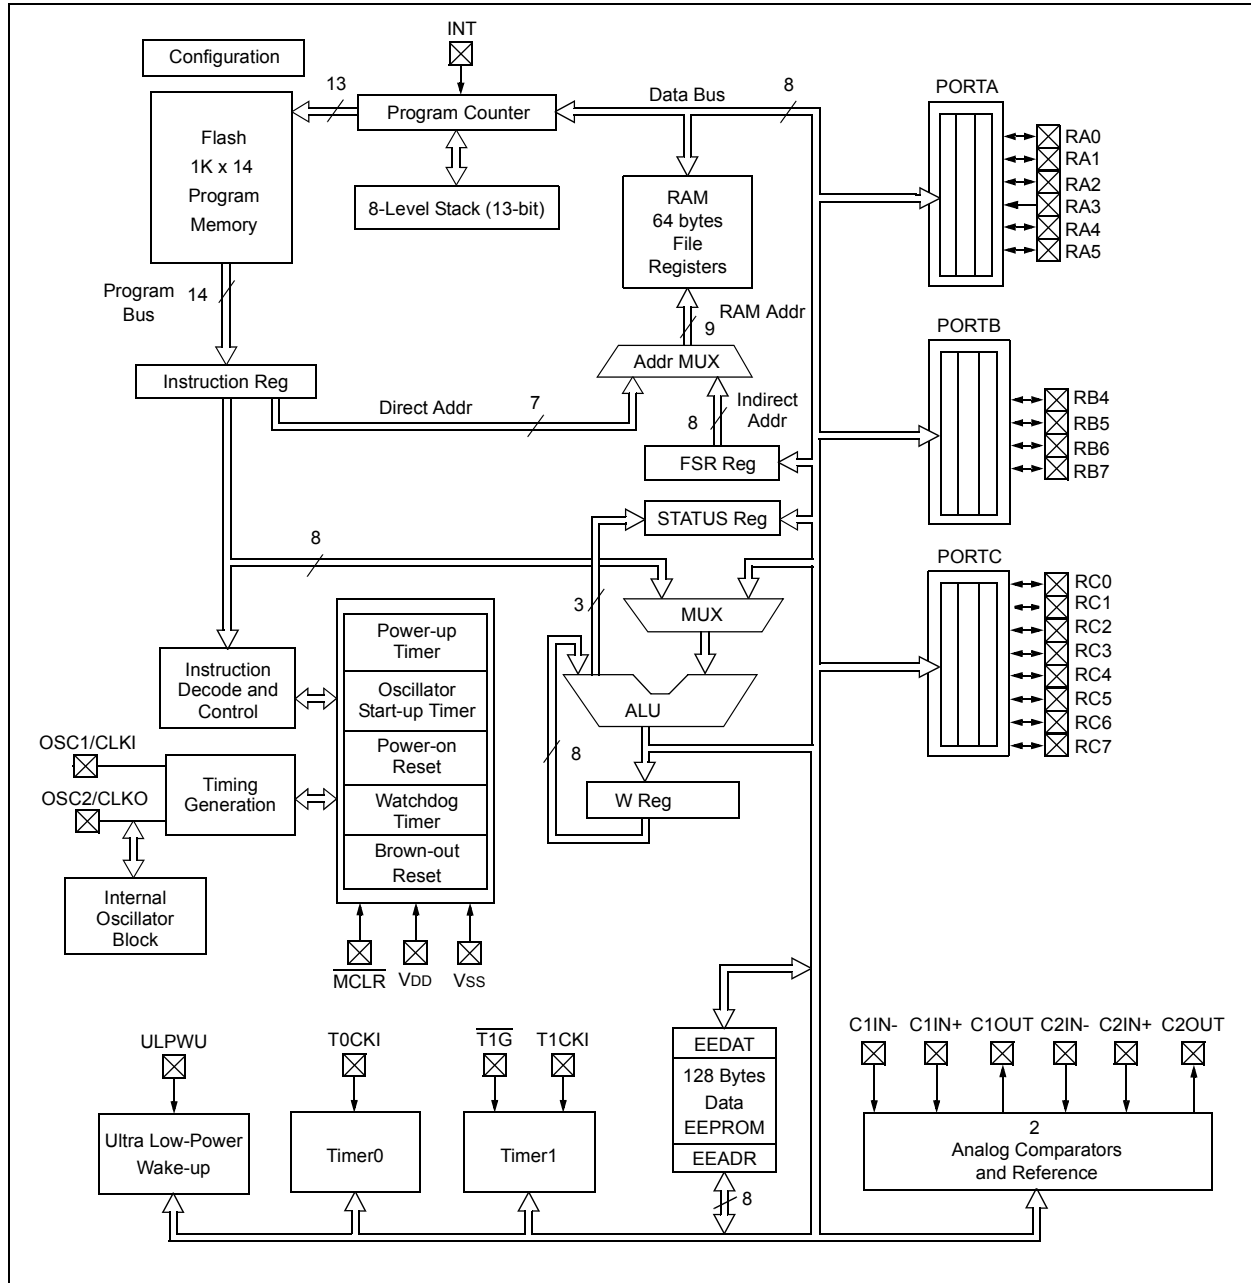 INT
Configuration
13
Program Counter
Data Bus
8
PORTA
Flash
1K x 14
Program
Memory
8-Level Stack (13-bit)
RAM
64 bytes
File
Registers
RA0
RA1
RA2
RA3
RA4
RA5
Program
Bus
14
RAM Addr
9
PORTB
Addr MUX
Instruction Reg
Direct Addr
7
Indirect
Addr
8
RB4
RB5
RB6
RB7
FSR Reg
STATUS Reg
8
PORTC
3
MUX
RC0
RC1
RC2
RC3
RC4
RC5
RC6
RC7
Power-up
Timer
Instruction
Decode and
Control
Oscillator
Start-up Timer
ALU
OSC1/CLKI
Power-on
Reset
8
Timing
Generation
OSC2/CLKO
Watchdog
Timer
W Reg
Brown-out
Reset
Internal
Oscillator
Block
MCLR
VDD
VSS
ULPWU
T0CKI
T1G
T1CKI
EEDAT
128 Bytes
Data
EEPROM
EEADR
8
C1IN-
C1IN+
C1OUT
C2IN-
C2IN+
C2OUT
Ultra Low-Power
Wake-up
Timer0
Timer1
2
Analog Comparators
and Reference